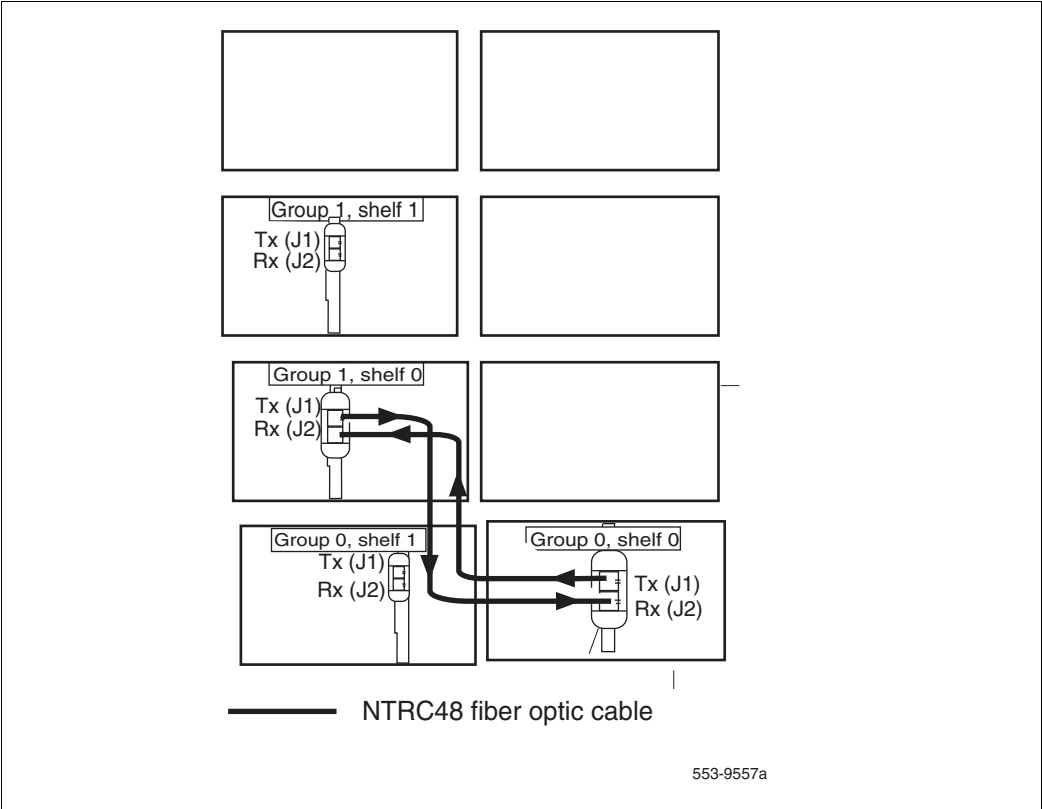 Group 1, shelf 1
Tx (J1)
Rx (J2)
Group 1, shelf 0
Tx (J1)
Rx (J2)
Group 0, shelf 1
Tx (J1)
Rx (J2)
Group 0, shelf 0
Tx (J1)
Rx (J2)
NTRC48 fiber optic cable
553-9557a